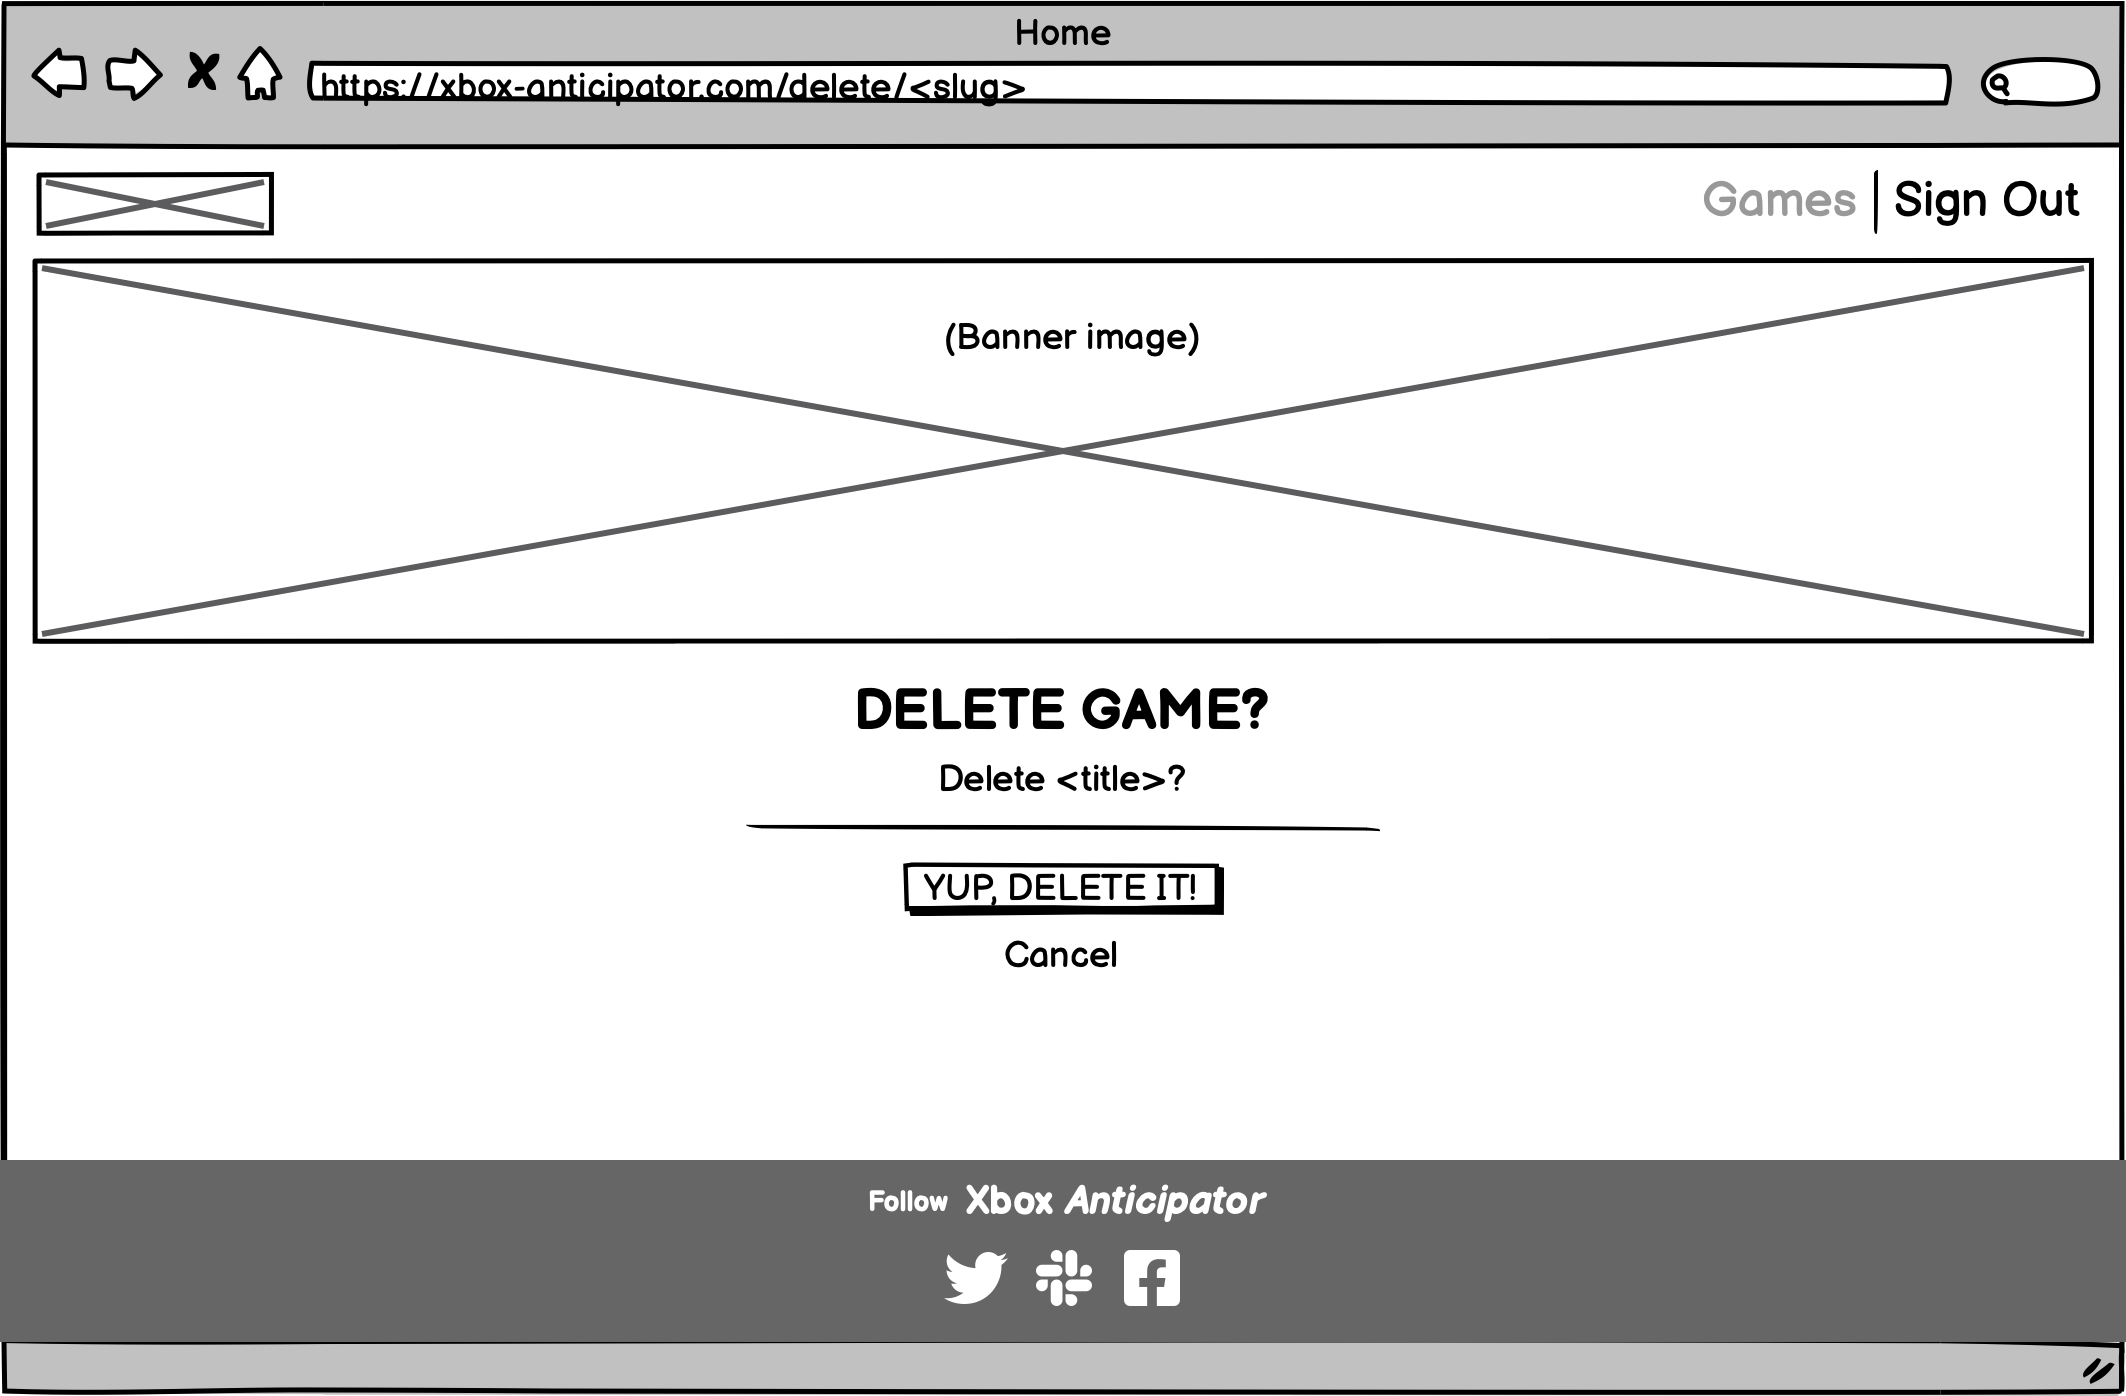 Home
https://xbox-anticipator.com/delete/<slug>
Games | Sign Out
(Banner image)
DELETE GAME?
Delete <title>?
YUP, DELETE IT!
Cancel
Follow Xbox Anticipator